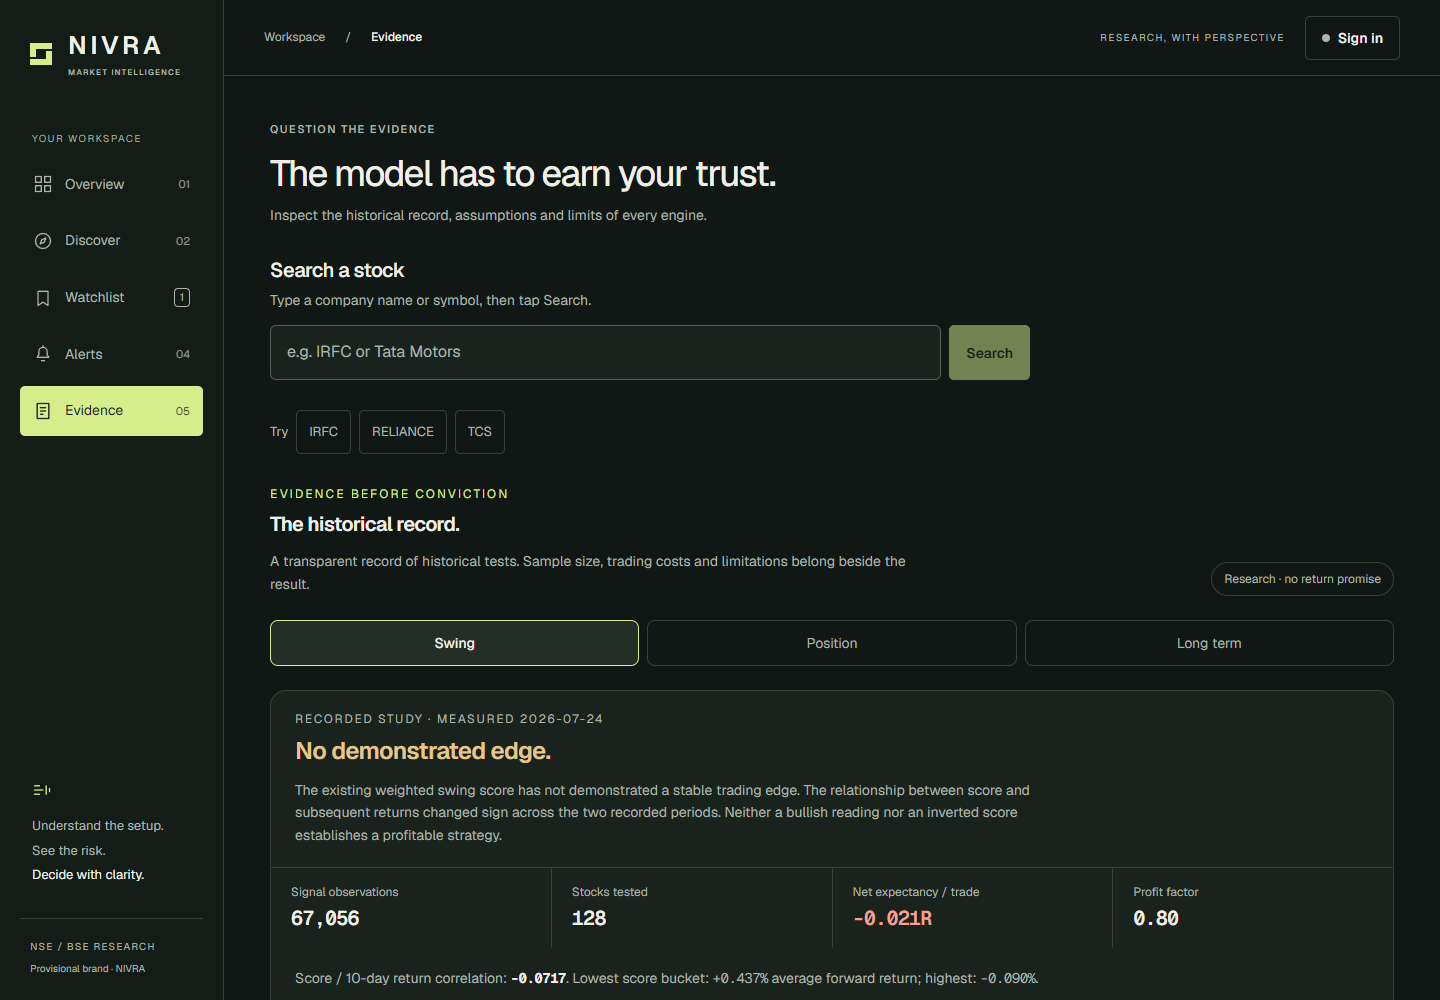 NIVRA
MARKET INTELLIGENCE
YOUR WORKSPACE
Overview 01
Discover 02
Watchlist 1
Alerts 04
Evidence 05
Understand the setup.
See the risk.
Decide with clarity.
NSE / BSE RESEARCH
Provisional brand · NIVRA
Workspace / Evidence
RESEARCH, WITH PERSPECTIVE
Sign in
QUESTION THE EVIDENCE
The model has to earn your trust.
Inspect the historical record, assumptions and limits of every engine.
Search a stock
Type a company name or symbol, then tap Search.
e.g. IRFC or Tata Motors
Search
Try IRFC RELIANCE TCS
EVIDENCE BEFORE CONVICTION
The historical record.
A transparent record of historical tests. Sample size, trading costs and limitations belong beside the
result.
Research · no return promise
Swing Position Long term
RECORDED STUDY · MEASURED 2026-07-24
No demonstrated edge.
The existing weighted swing score has not demonstrated a stable trading edge. The relationship between score and
subsequent returns changed sign across the two recorded periods. Neither a bullish reading nor an inverted score
establishes a profitable strategy.
Signal observations Stocks tested Net expectancy / trade Profit factor
67,056 128 -0.021R 0.80
Score / 10-day return correlation: -0.0717. Lowest score bucket: +0.437% average forward return; highest: -0.090%.